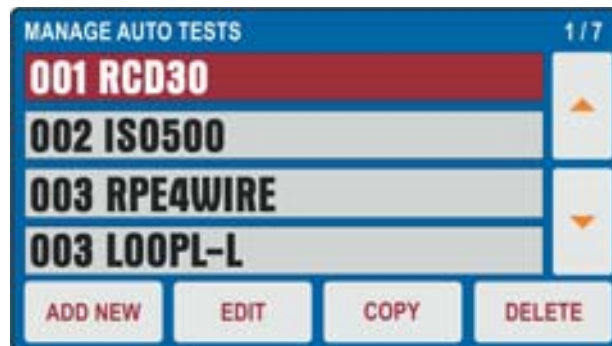 MANAGE AUTO TESTS 1/7
001 RCD30
002 ISO500
003 RPE4WIRE
003 LOOPL-L
ADD NEW EDIT COPY DELETE